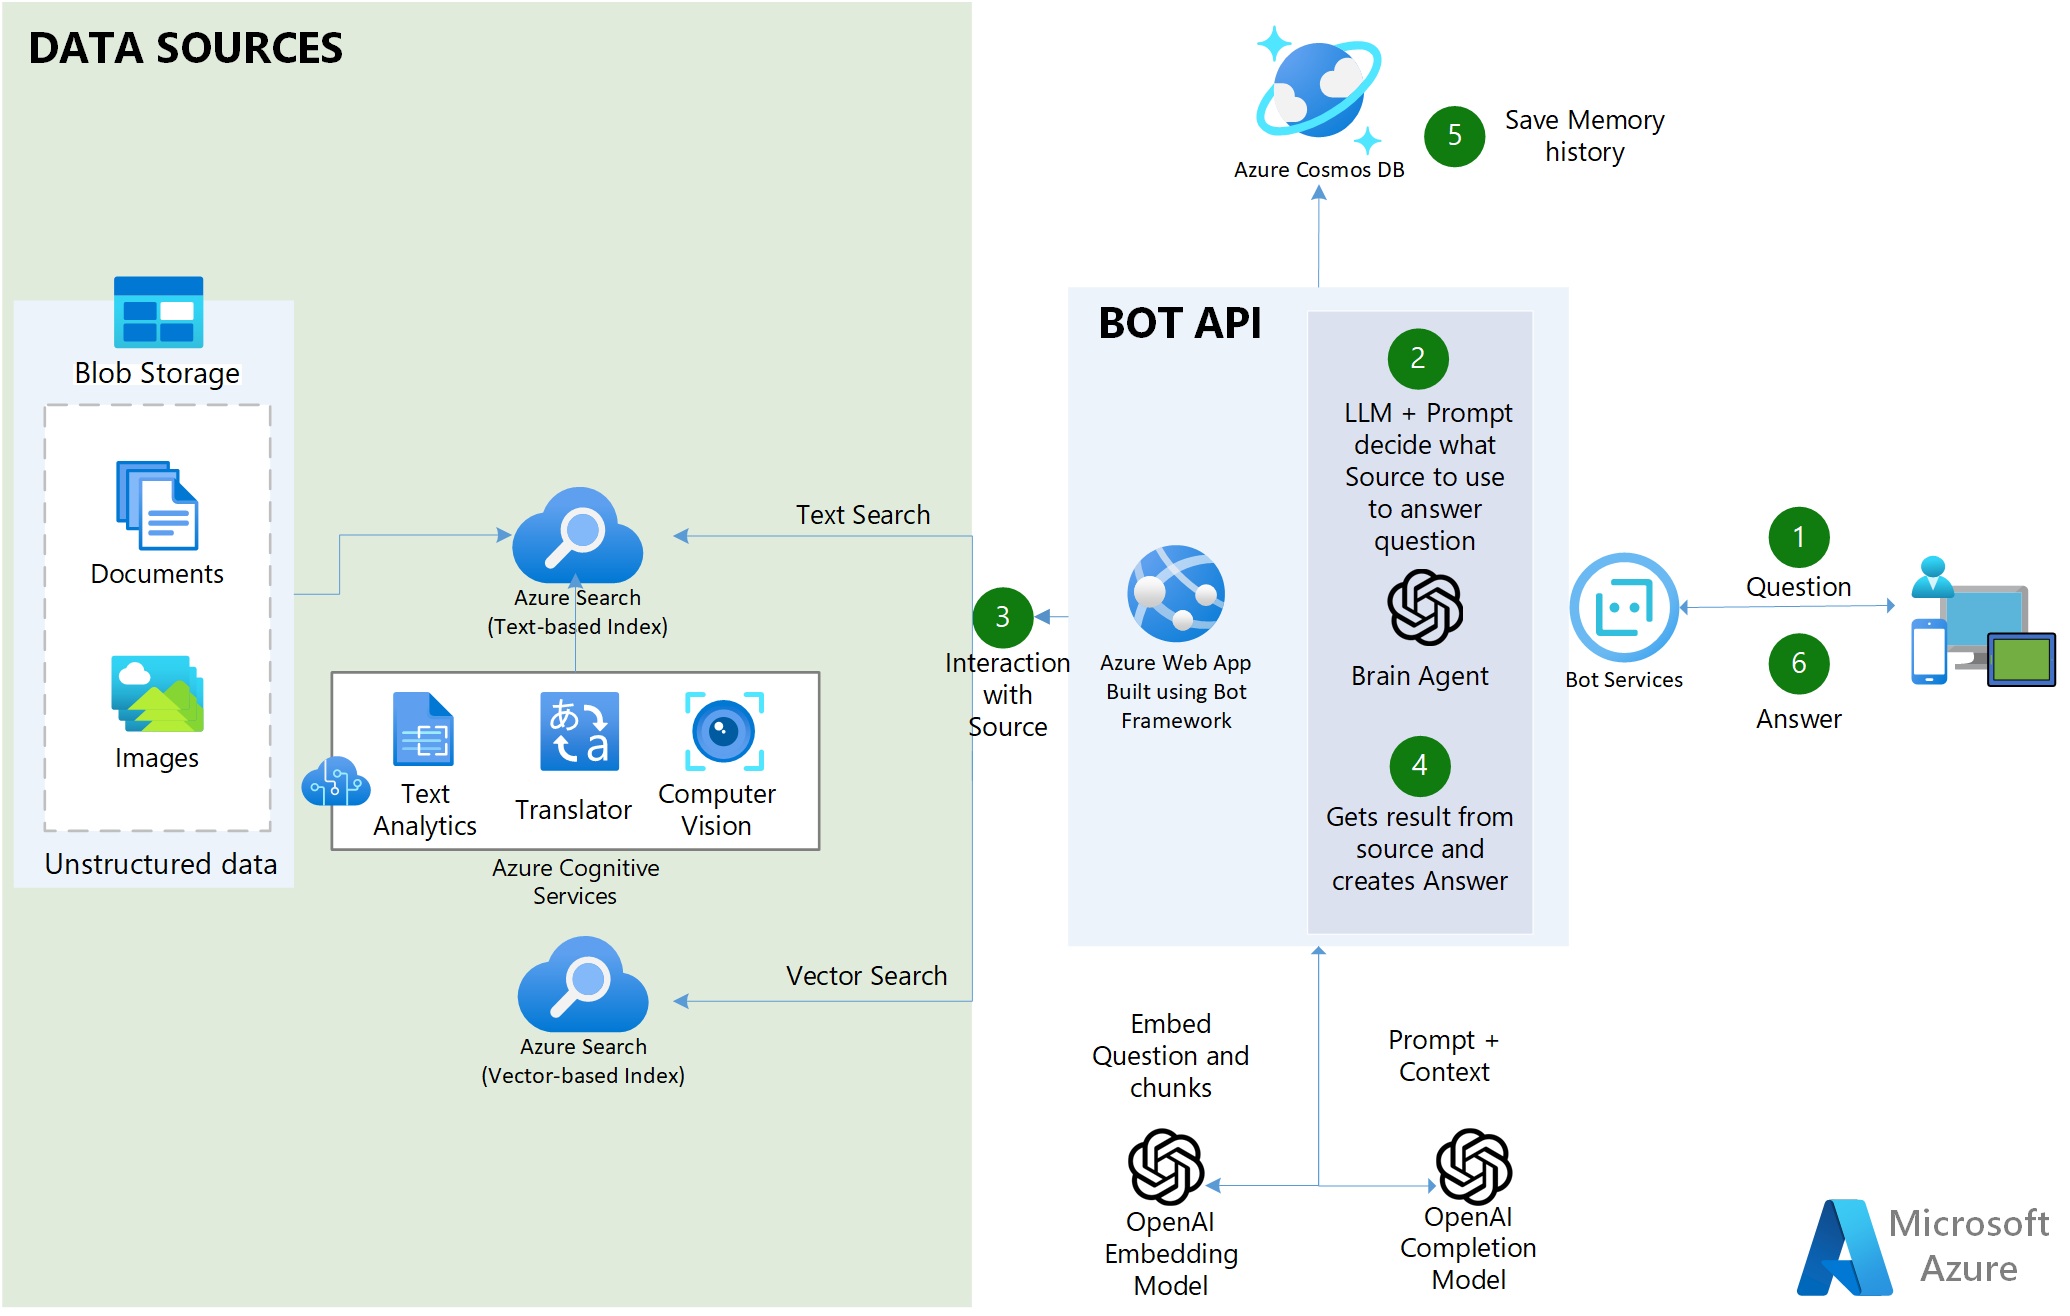 DATA SOURCES
Blob Storage
Documents
Images
Unstructured data
Azure Search
(Text-based Index)
Text
Analytics
Translator
Computer
Vision
Azure Cognitive
Services
Azure Search
(Vector-based Index)
Text Search
Vector Search
3
Interaction
with
Source
Azure Cosmos DB
5
Save Memory
history
BOT API
Azure Web App
Built using Bot
Framework
2
LLM + Prompt
decide what
Source to use
to answer
question
Brain Agent
4
Gets result from
source and
creates Answer
Bot Services
1
Question
6
Answer
Embed
Question and
chunks
Prompt +
Context
OpenAI
Embedding
Model
OpenAI
Completion
Model
Microsoft
Azure